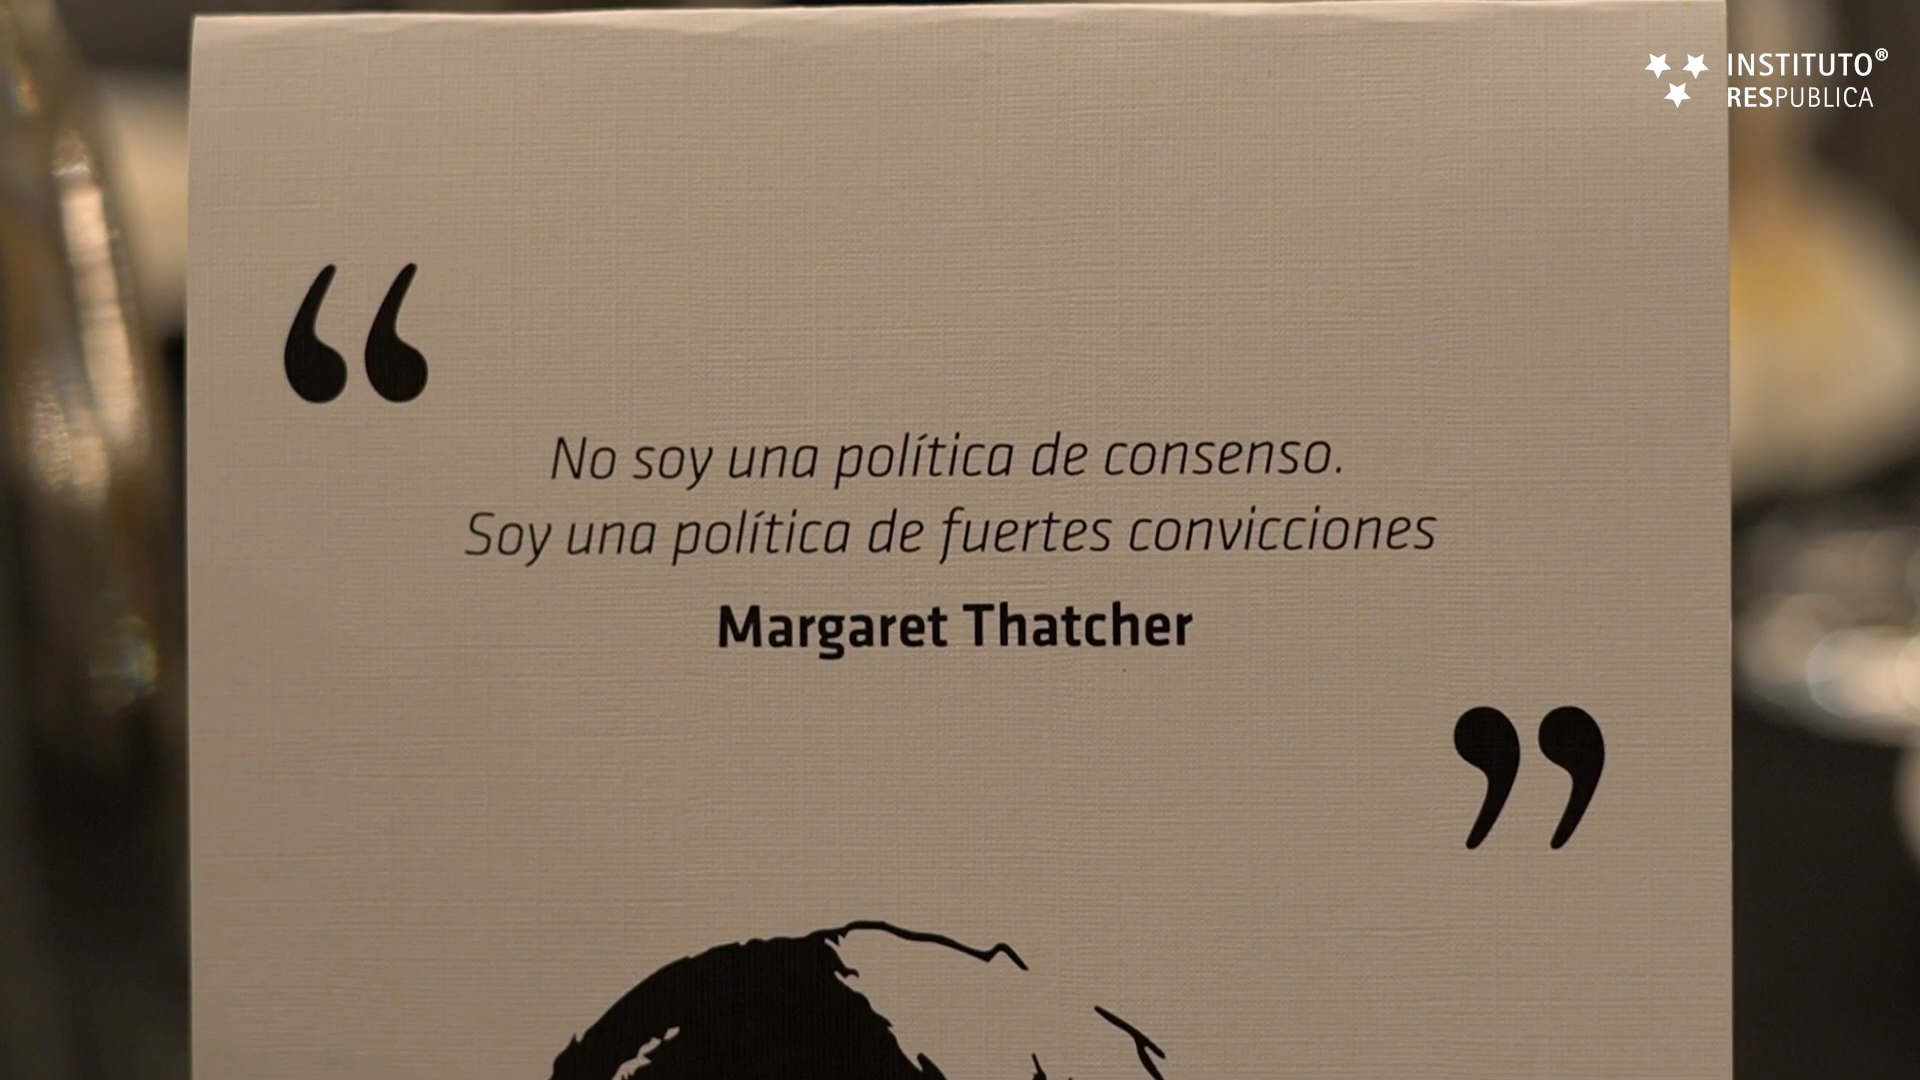 INSTITUTO®
RESPUBLICA
“
No soy una política de consenso.
Soy una política de fuertes convicciones
Margaret Thatcher
”